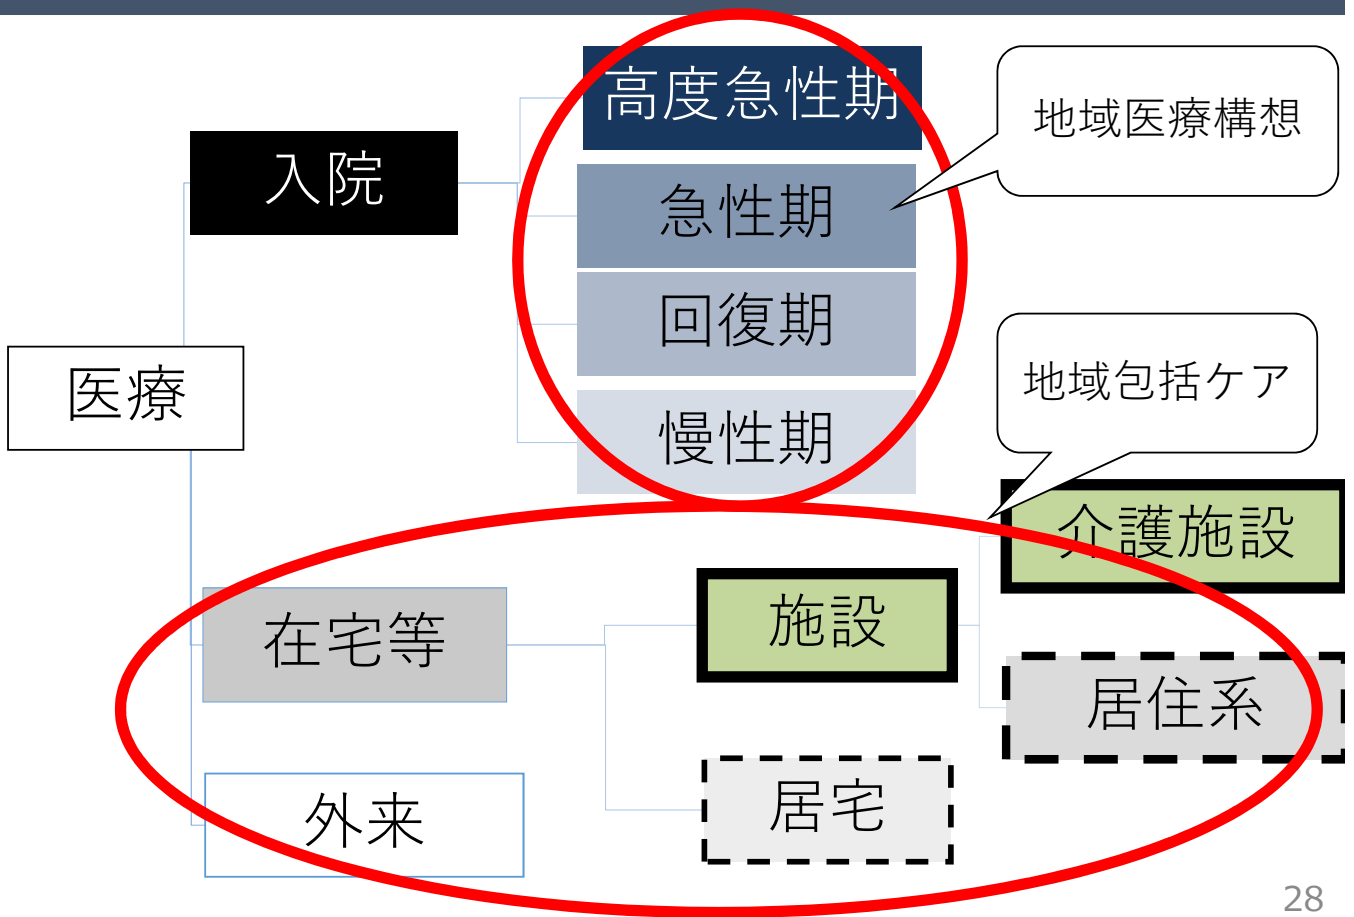 高度急性期
地域医療構想
入院
急性期
回復期
地域包括ケア
医療
慢性期
介護施設
施設
在宅等
居住系
居宅
外来
28